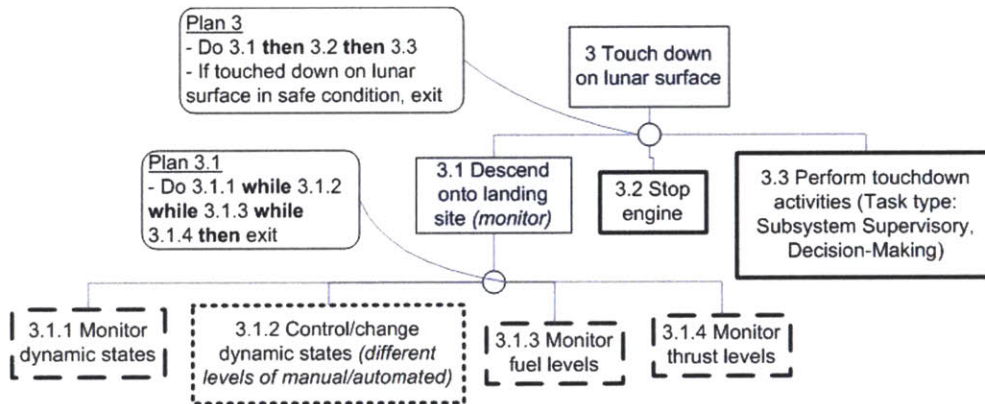 Plan 3
- Do 3.1 then 3.2 then 3.3
- If touched down on lunar
surface in safe condition, exit
3 Touch down
on lunar surface
Plan 3.1
- Do 3.1.1 while 3.1.2
while 3.1.3 while
3.1.4 then exit
3.1 Descend
onto landing
site (monitor)
3.2 Stop
engine
3.3 Perform touchdown
activities (Task type:
Subsystem Supervisory,
Decision-Making)
3.1.1 Monitor
dynamic states
3.1.2 Control/change
dynamic states (different
levels of manual/automated)
3.1.3 Monitor
fuel levels
3.1.4 Monitor
thrust levels